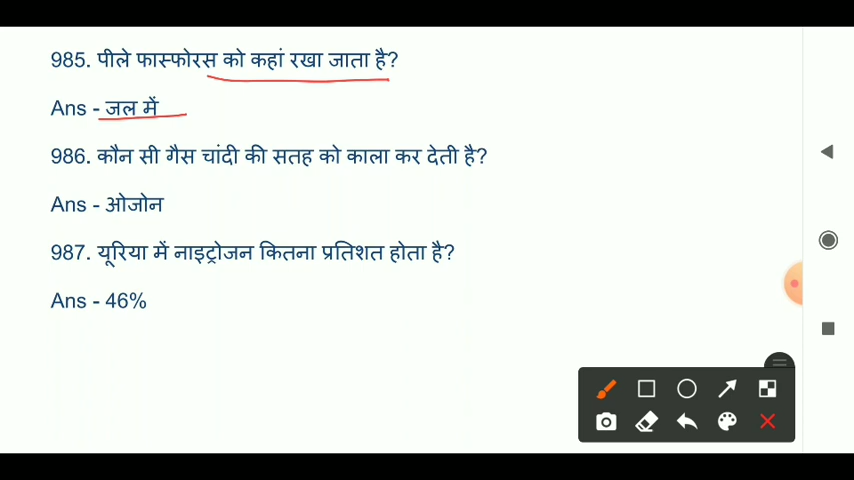 985. पीले फास्फोरस को कहां रखा जाता है?
Ans - जल में
986. कौन सी गैस चांदी की सतह को काला कर देती है?
Ans - ओजोन
987. यूरिया में नाइट्रोजन कितना प्रतिशत होता है?
Ans - 46%